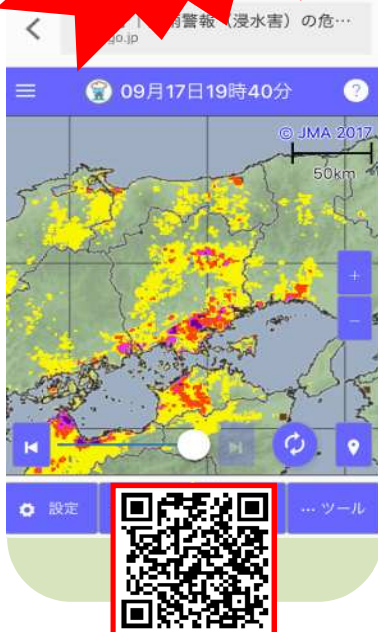 雨警報（浸水害）の危…
go.jp
09月17日19時40分
?
© JMA 2017
50km
+
−
設定
… ツール